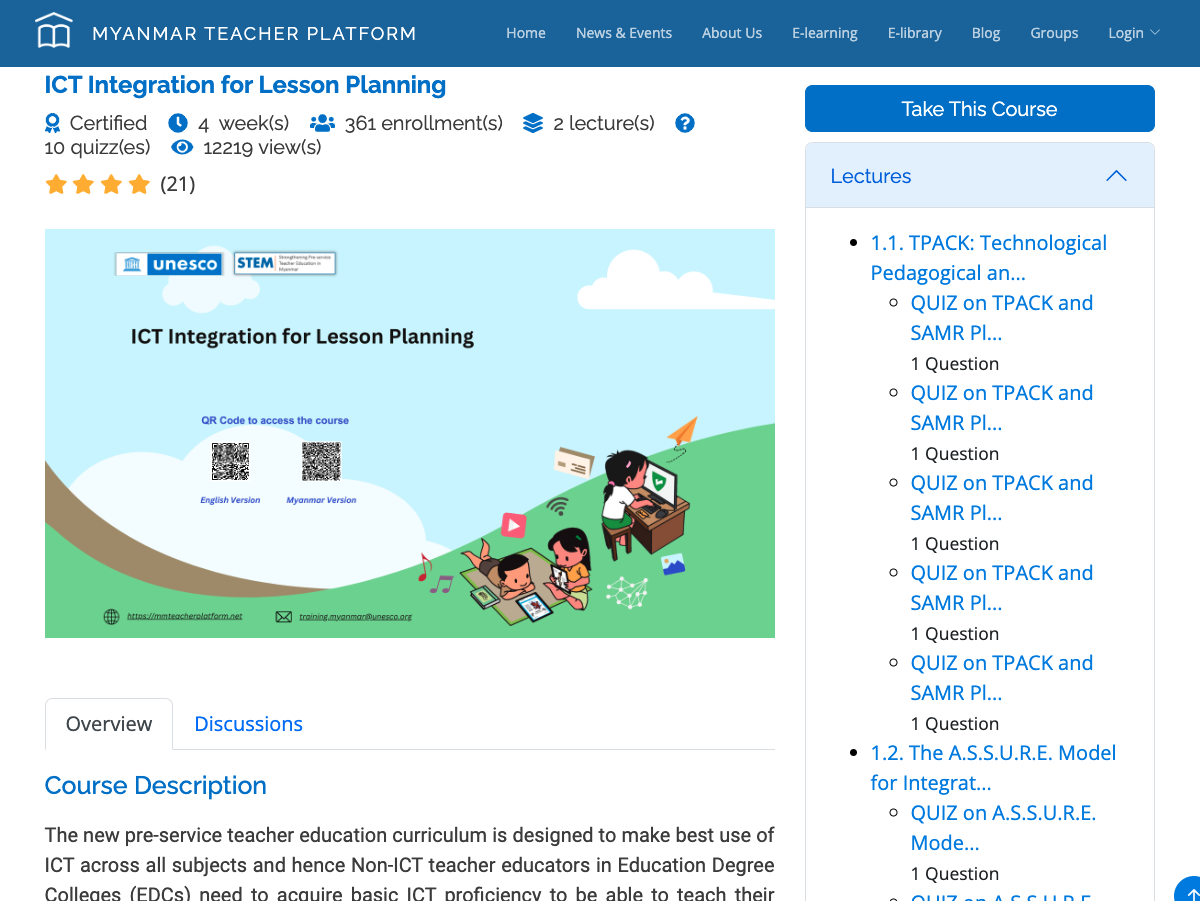 MYANMAR TEACHER PLATFORM
Home
News & Events
About Us
E-learning
E-library
Blog
Groups
Login
ICT Integration for Lesson Planning
Certified 4 week(s) 361 enrollment(s) 2 lecture(s)
10 quizz(es) 12219 view(s)
(21)
unesco
STEM
Strengthening Pre-service
Teacher Education in
Myanmar
ICT Integration for Lesson Planning
QR Code to access the course
English Version
Myanmar Version
https://mmteacherplatform.net
training.myanmar@unesco.org
Overview
Discussions
Course Description
The new pre-service teacher education curriculum is designed to make best use of
ICT across all subjects and hence Non-ICT teacher educators in Education Degree
Colleges (EDCs) need to acquire basic ICT proficiency to be able to teach their
Take This Course
Lectures
1.1. TPACK: Technological
Pedagogical an...
QUIZ on TPACK and
SAMR Pl...
1 Question
QUIZ on TPACK and
SAMR Pl...
1 Question
QUIZ on TPACK and
SAMR Pl...
1 Question
QUIZ on TPACK and
SAMR Pl...
1 Question
QUIZ on TPACK and
SAMR Pl...
1 Question
1.2. The A.S.S.U.R.E. Model
for Integrat...
QUIZ on A.S.S.U.R.E.
Mode...
1 Question
QUIZ on A.S.S.U.R.E.